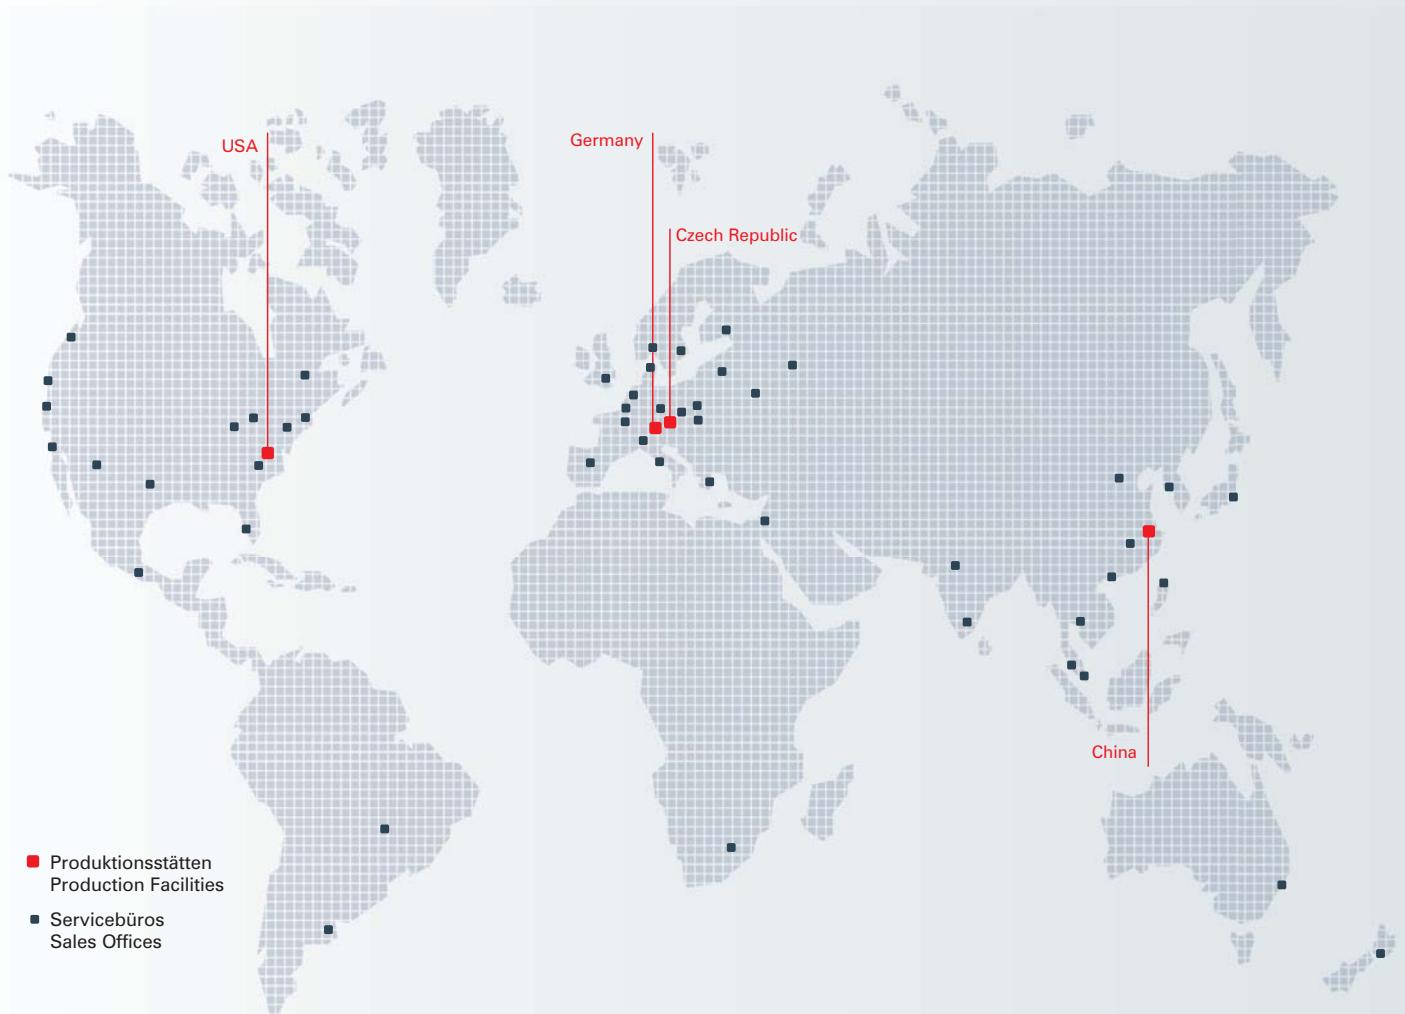 USA
Germany
Czech Republic
China
Produktionsstätten
Production Facilities
Servicebüros
Sales Offices